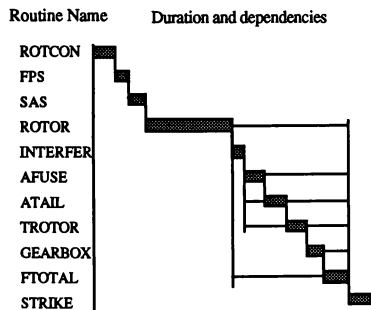 Routine Name Duration and dependencies
ROTCON
FPS
SAS
ROTOR
INTERFER
AFUSE
ATAIL
TROTOR
GEARBOX
FTOTAL
STRIKE